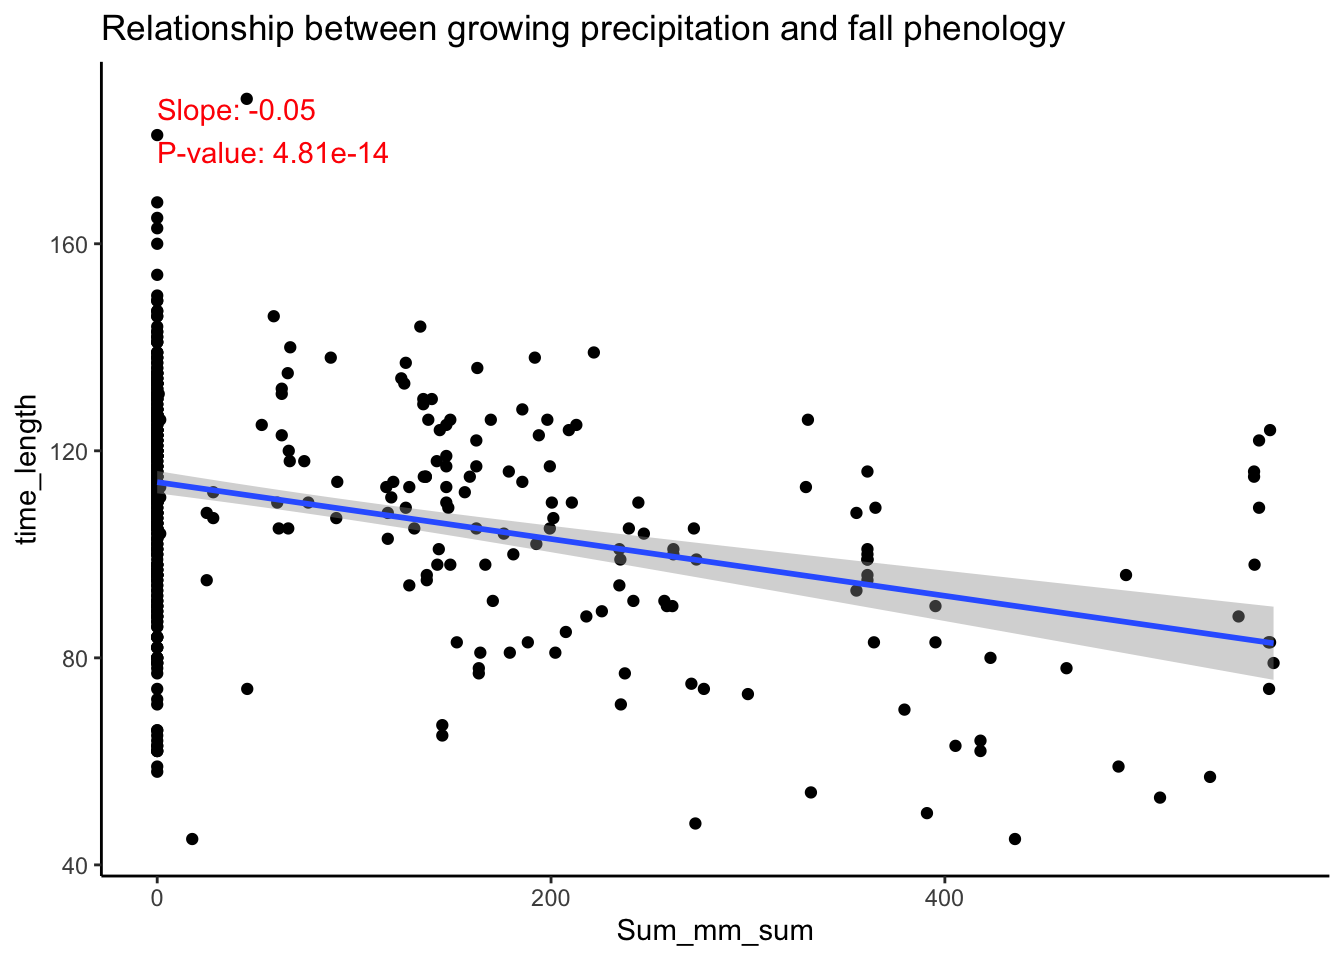 Relationship between growing precipitation and fall phenology
Slope: -0.05
P-value: 4.81e-14
160
120
80
40
time_length
0 200 400
Sum_mm_sum